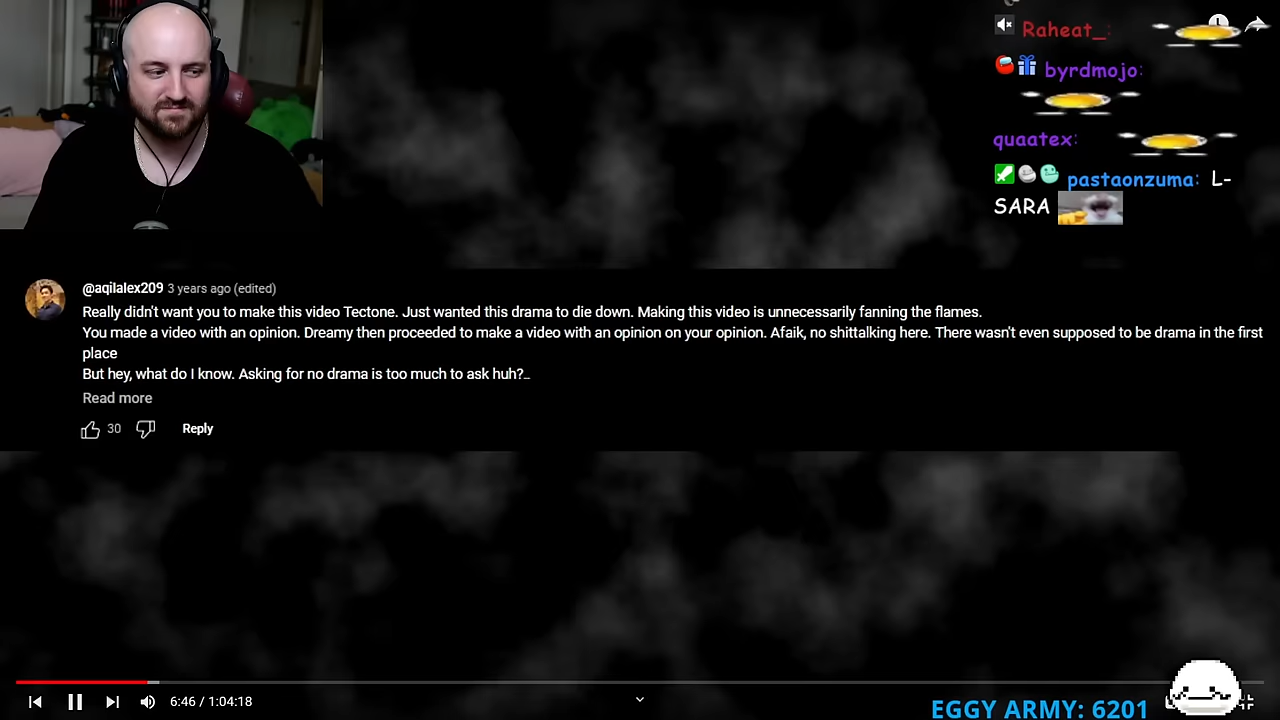 Raheat_:
byrdmojo:
quaatex:
pastaonzuma: L-
SARA
@aqilalex209 3 years ago (edited)
Really didn't want you to make this video Tectone. Just wanted this drama to die down. Making this video is unnecessarily fanning the flames.
You made a video with an opinion. Dreamy then proceeded to make a video with an opinion on your opinion. Afaik, no shittalking here. There wasn't even supposed to be drama in the first
place
But hey, what do I know. Asking for no drama is too much to ask huh?...
Read more
30 Reply
6:46 / 1:04:18
EGGY ARMY: 6201